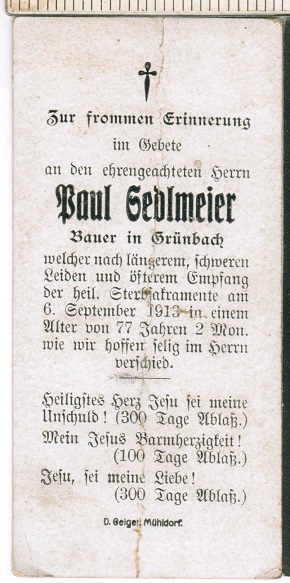 Zur frommen Erinnerung
im Gebete
an den ehrengeachteten Herrn
Paul Sedlmeier
Bauer in Grünbach
welcher nach längerem, schweren
Leiden und öfterem Empfang
der heil. Sterbsakramente am
6. September 1913 in einem
Alter von 77 Jahren 2 Mon.
wie wir hoffen selig im Herrn
verschied.
Heiligstes Herz Jesu sei meine
Unschuld! (300 Tage Ablaß.)
Mein Jesus Barmherzigkeit!
(100 Tage Ablaß.)
Jesu, sei meine Liebe!
(300 Tage Ablaß.)
D. Geiger, Mühldorf.